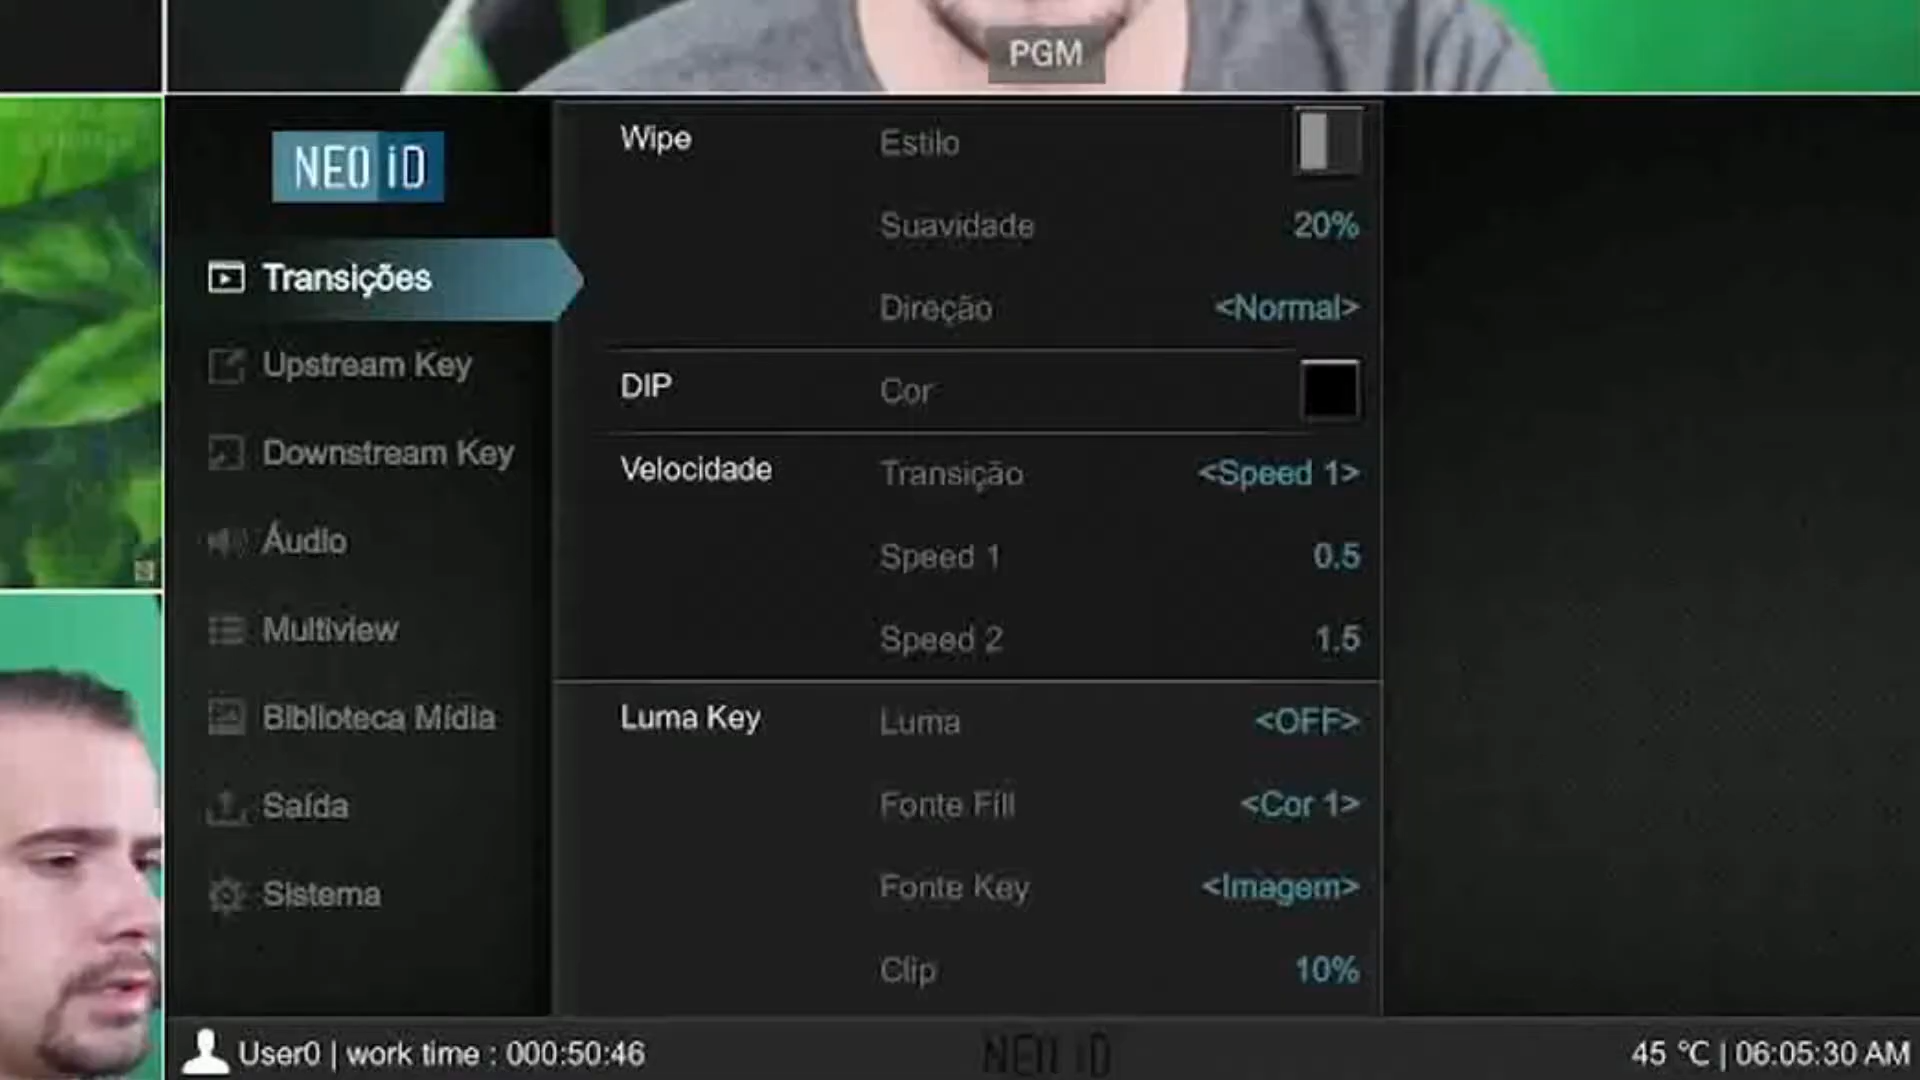 PGM
NEO iD
Transições
Upstream Key
Downstream Key
Áudio
Multiview
Biblioteca Mídia
Saída
Sistema
Wipe Estilo
Suavidade 20%
Direção <Normal>
DIP Cor
Velocidade Transição <Speed 1>
Speed 1 0.5
Speed 2 1.5
Luma Key Luma <OFF>
Fonte Fill <Cor 1>
Fonte Key <Imagem>
Clip 10%
User0 | work time : 000:50:46
NEO iD
45 °C | 06:05:30 AM